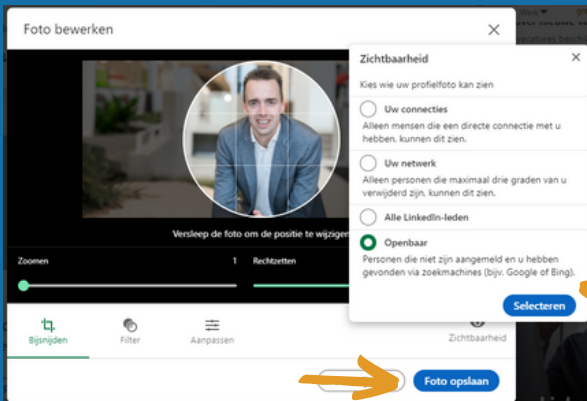 Foto bewerken
Versleep de foto om de positie te wijzigen
Zoomen 1 Rechtzetten
Bijsnijden Filter Aanpassen Zichtbaarheid
Foto opslaan
Zichtbaarheid
Kies wie uw profielfoto kan zien
Uw connecties
Alleen mensen die een directe connectie met u
hebben, kunnen dit zien.
Uw netwerk
Alleen personen die maximaal drie graden van u
verwijderd zijn, kunnen dit zien.
Alle LinkedIn-leden
Openbaar
Personen die niet zijn aangemeld en u hebben
gevonden via zoekmachines (bijv. Google of Bing).
Selecteren